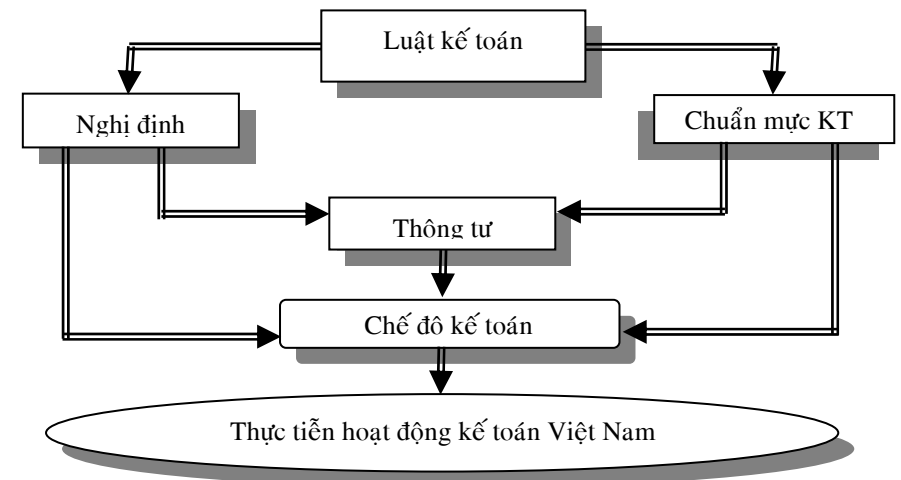 Luật kế toán
Nghị định
Chuẩn mực KT
Thông tư
Chế đô kế toán
Thực tiễn hoạt động kế toán Việt Nam